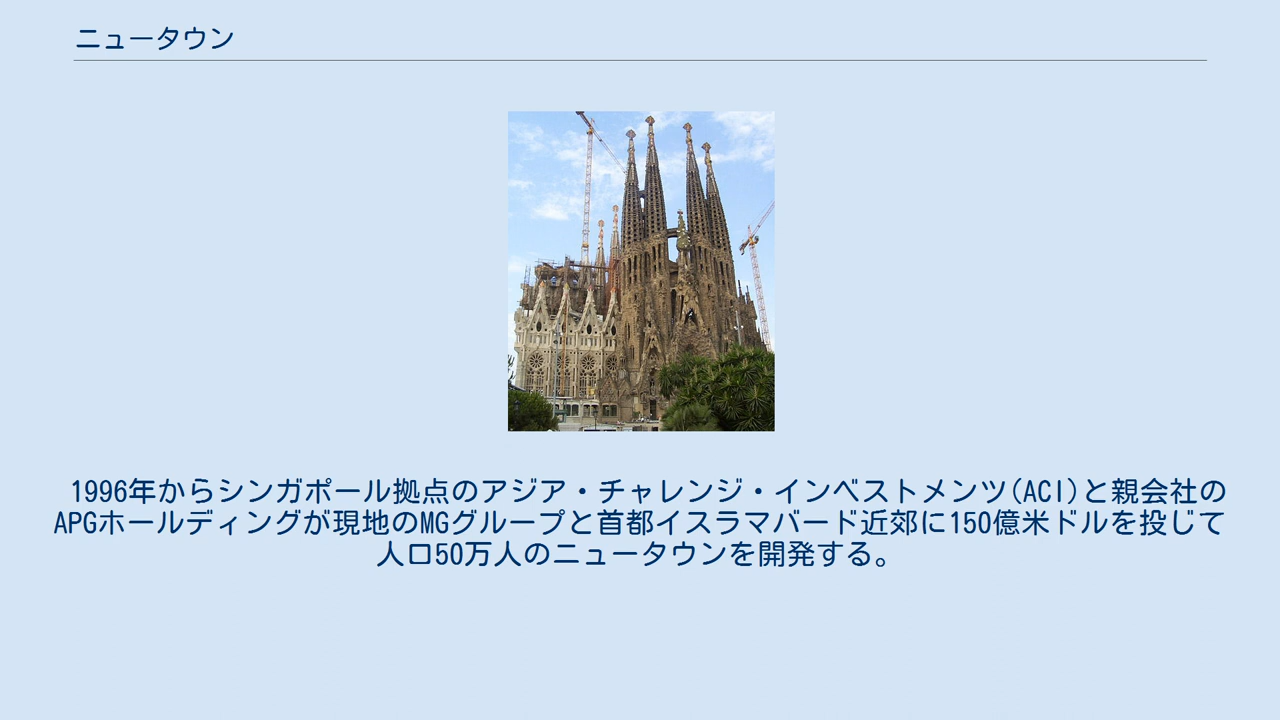 ニュータウン
1996年からシンガポール拠点のアジア・チャレンジ・インベストメンツ(ACI)と親会社の
APGホールディングが現地のMGグループと首都イスラマバード近郊に150億米ドルを投じて
人口50万人のニュータウンを開発する。